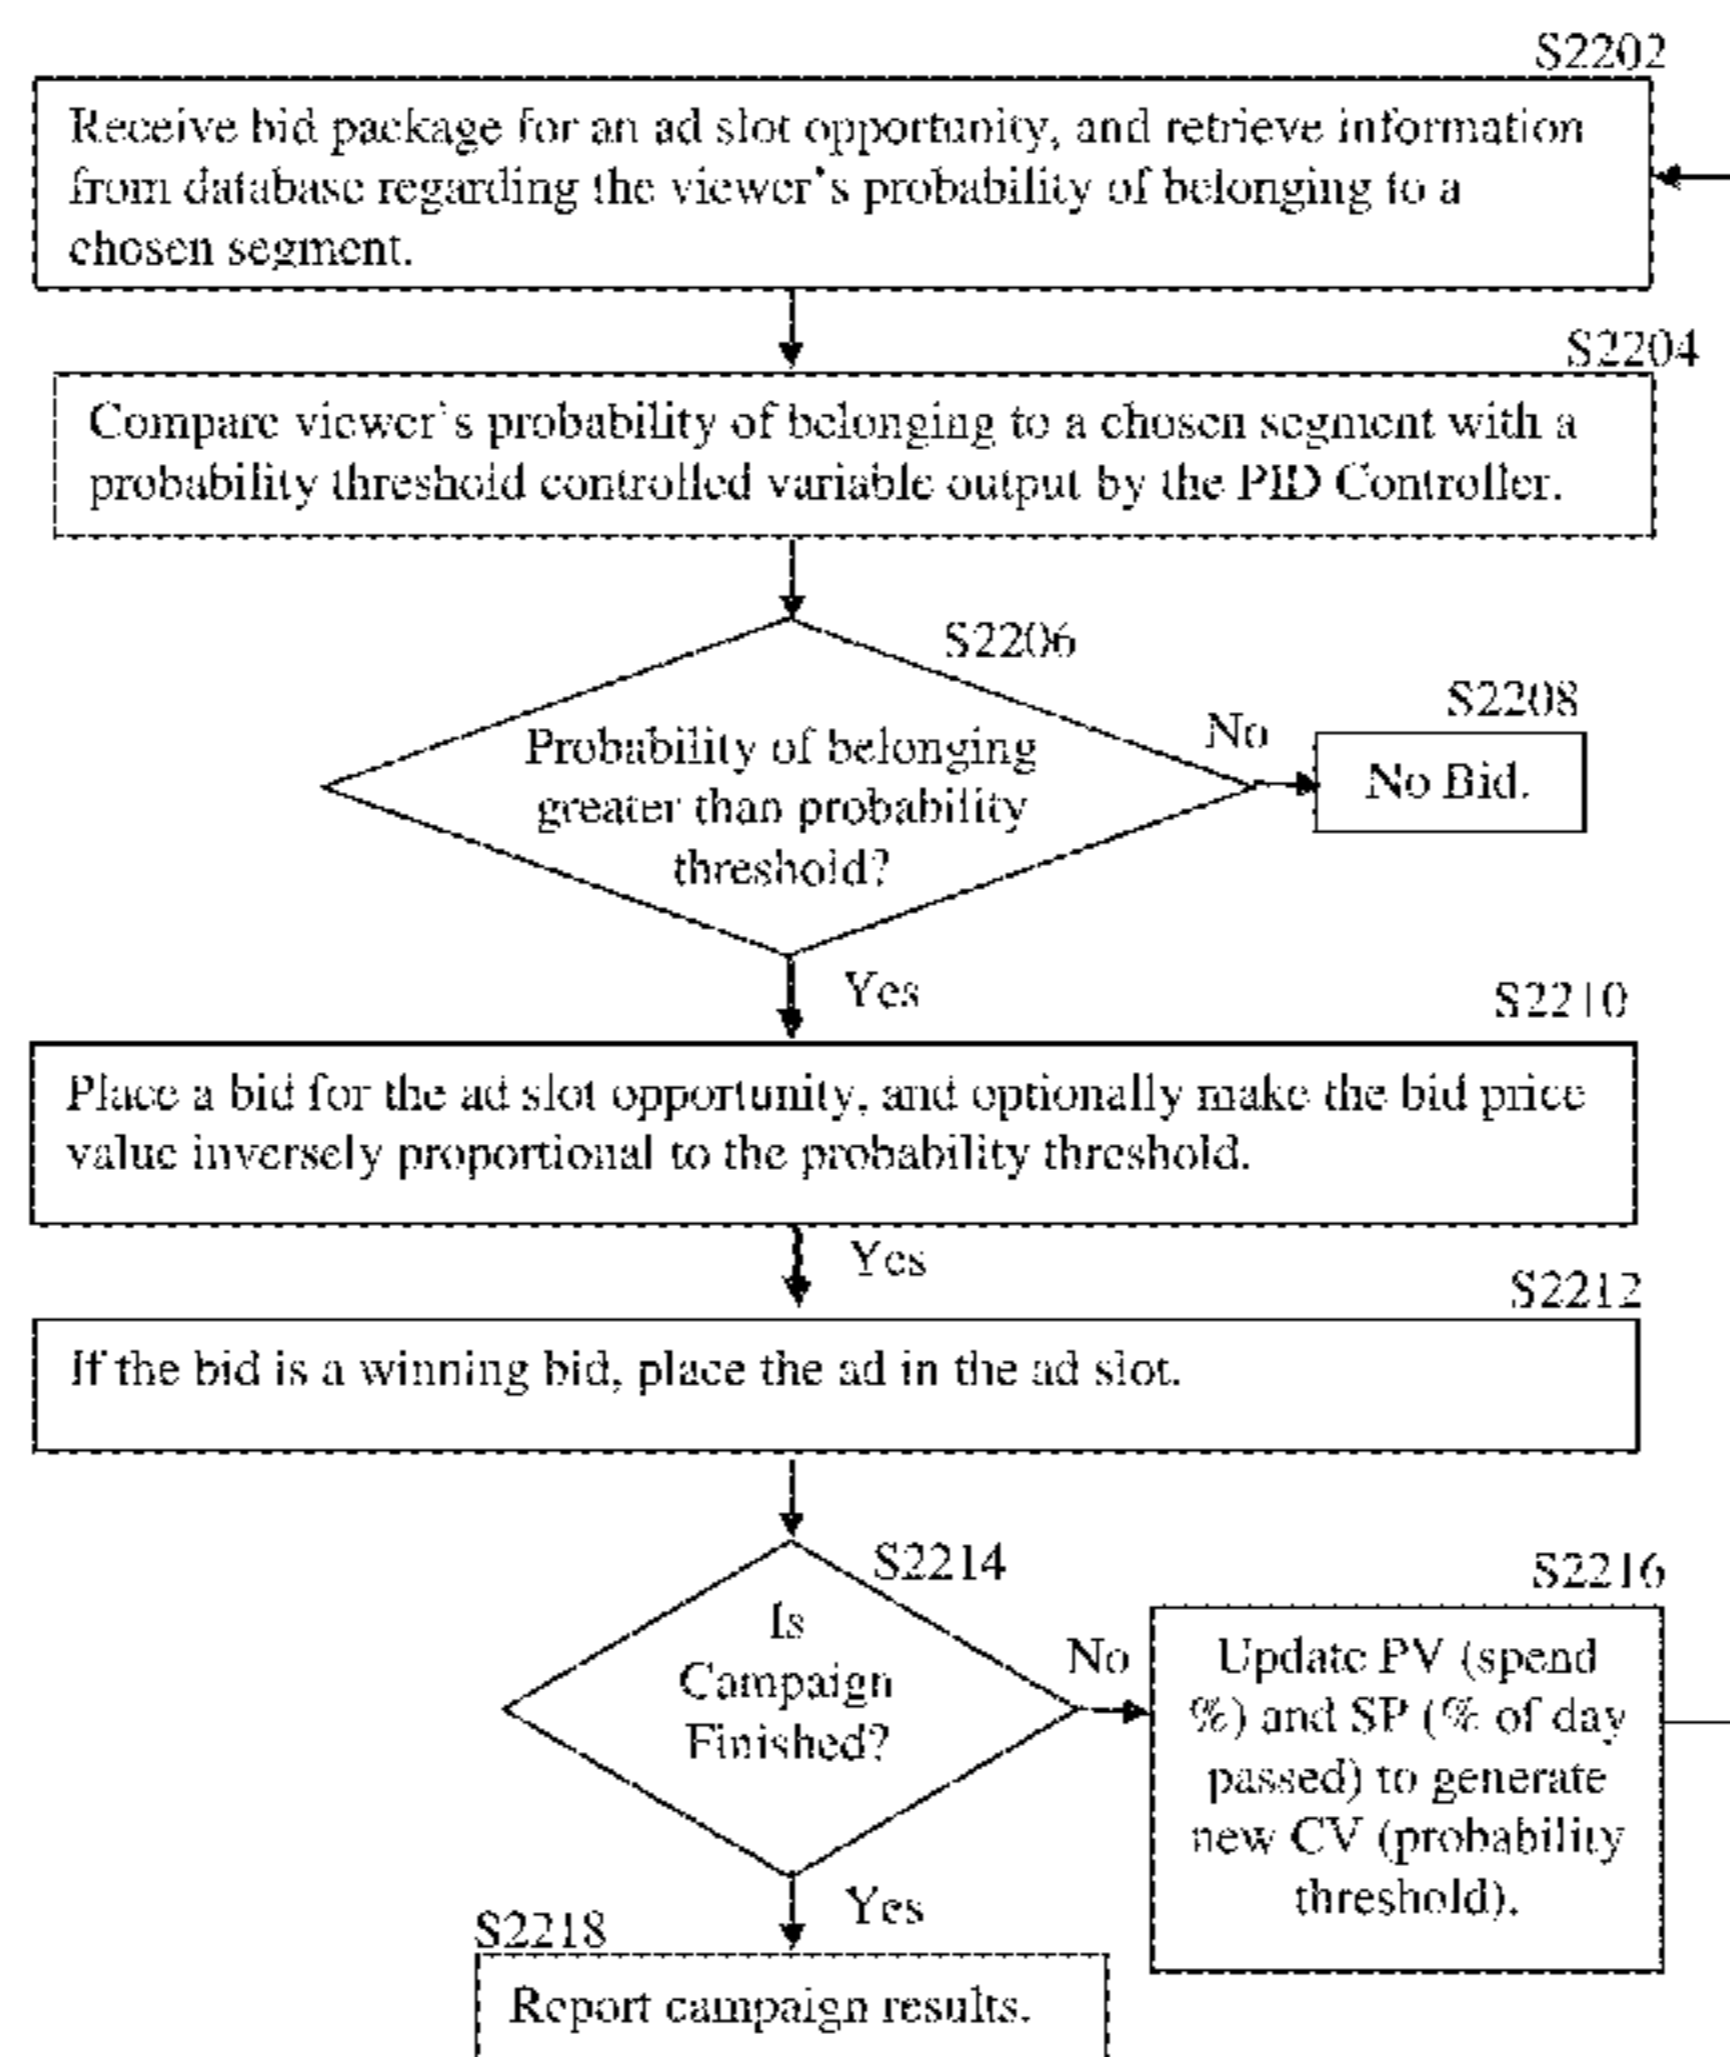 S2202
Receive bid package for an ad slot opportunity, and retrieve information
from database regarding the viewer's probability of belonging to a
chosen segment.
S2204
Compare viewer's probability of belonging to a chosen segment with a
probability threshold controlled variable output by the PID Controller.
S2206
Probability of belonging
greater than probability
threshold?
No
S2208
No Bid.
Yes
S2210
Place a bid for the ad slot opportunity, and optionally make the bid price
value inversely proportional to the probability threshold.
Yes
S2212
If the bid is a winning bid, place the ad in the ad slot.
S2214
Is
Campaign
Finished?
No
S2216
Update PV (spend
%) and SP (% of day
passed) to generate
new CV (probability
threshold).
Yes
S2218
Report campaign results.